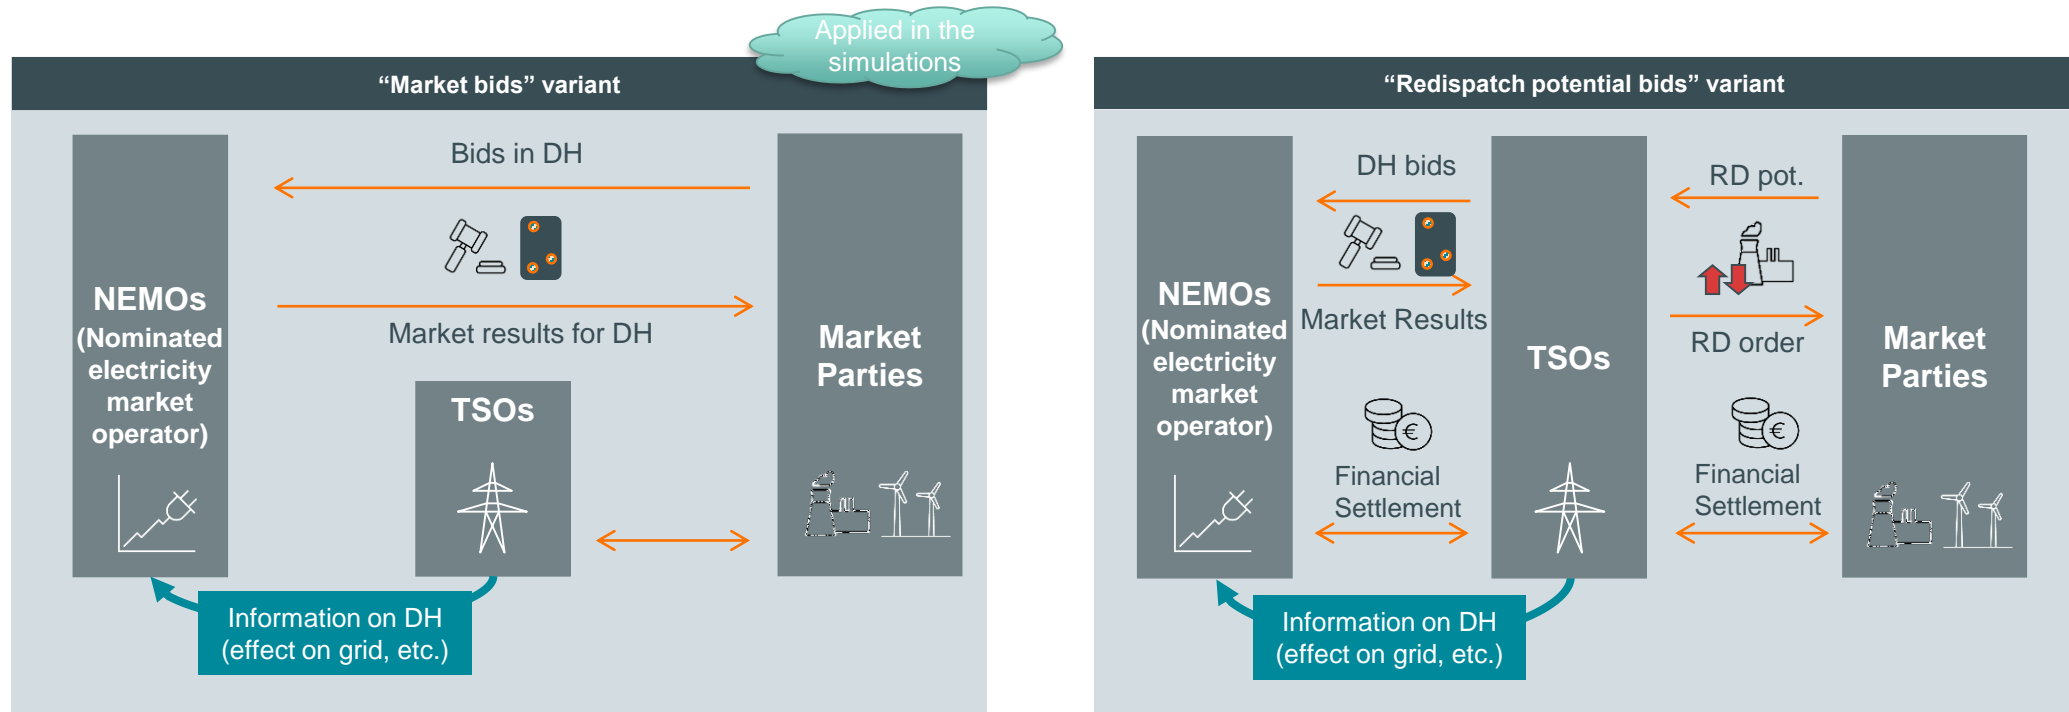 Applied in the
simulations
“Market bids” variant
Bids in DH
NEMOs
(Nominated
electricity
market
operator)
Market results for DH
TSOs
Market
Parties
Information on DH
(effect on grid, etc.)
“Redispatch potential bids” variant
DH bids
RD pot.
NEMOs
(Nominated
electricity
market
operator)
Market Results
TSOs
RD order
Market
Parties
Financial
Settlement
€
Financial
Settlement
€
Information on DH
(effect on grid, etc.)